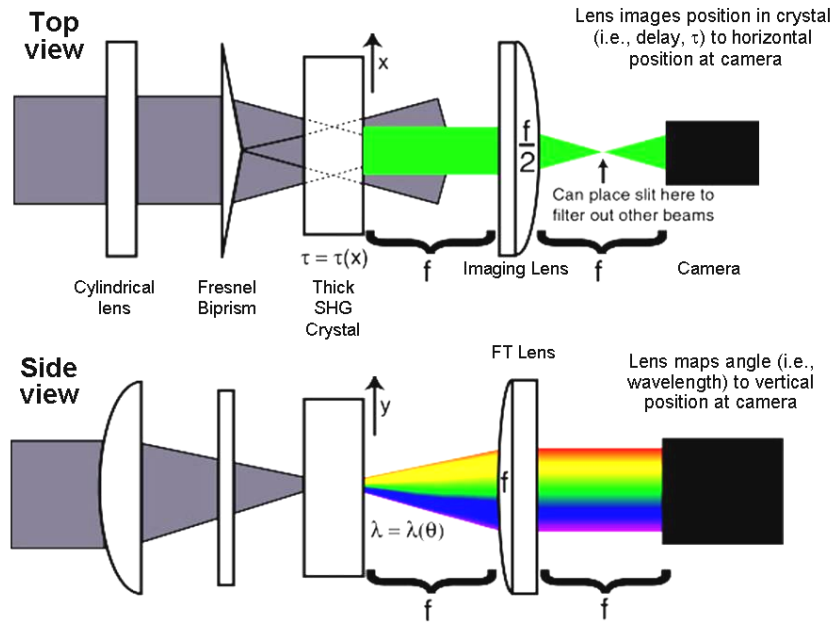 Top
view
Lens images position in crystal
(i.e., delay, τ) to horizontal
position at camera
x
f
2
Can place slit here to
filter out other beams
τ = τ(x)
f
f
Cylindrical
lens
Fresnel
Biprism
Thick
SHG
Crystal
Imaging Lens
Camera
Side
view
FT Lens
Lens maps angle (i.e.,
wavelength) to vertical
position at camera
y
f
λ = λ(θ)
f
f